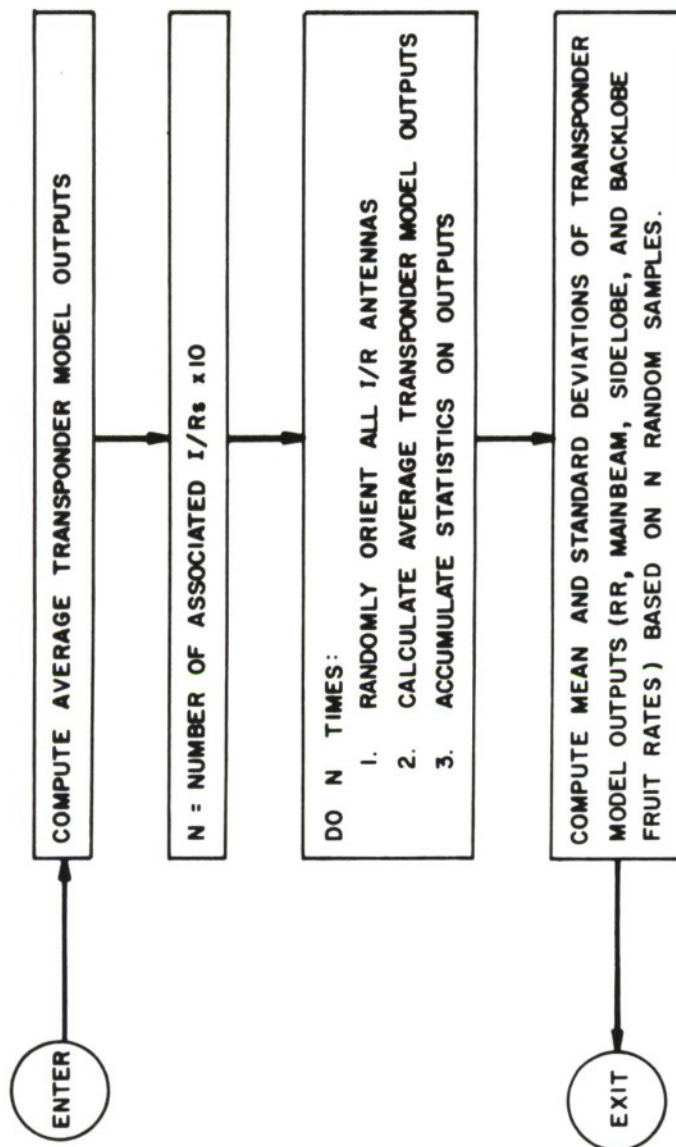 ENTER
COMPUTE AVERAGE TRANSPONDER MODEL OUTPUTS
N = NUMBER OF ASSOCIATED I/Rs x10
DO N TIMES:
1. RANDOMLY ORIENT ALL I/R ANTENNAS
2. CALCULATE AVERAGE TRANSPONDER MODEL OUTPUTS
3. ACCUMULATE STATISTICS ON OUTPUTS
COMPUTE MEAN AND STANDARD DEVIATIONS OF TRANSPONDER
MODEL OUTPUTS (RR, MAINBEAM, SIDELOBE, AND BACKLOBE
FRUIT RATES) BASED ON N RANDOM SAMPLES.
EXIT